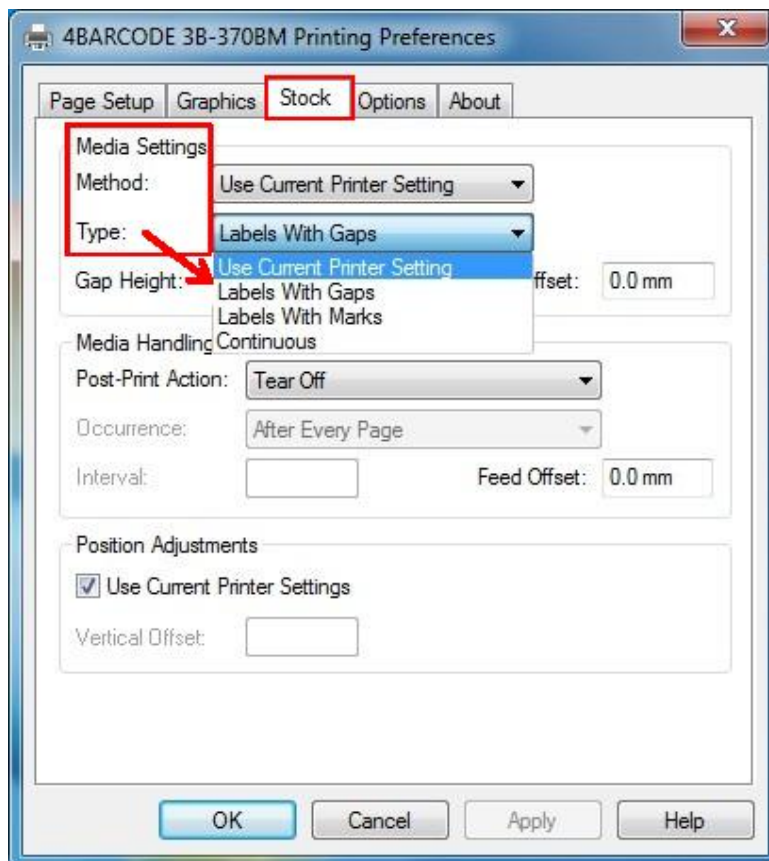 4BARCODE 3B-370BM Printing Preferences
Page Setup Graphics Stock Options About
Media Settings
Method: Use Current Printer Setting
Type: Labels With Gaps
Use Current Printer Setting
Gap Height: ffset: 0.0 mm
Labels With Gaps
Labels With Marks
Continuous
Media Handling
Post-Print Action: Tear Off
Occurrence: After Every Page
Interval: Feed Offset: 0.0 mm
Position Adjustments
Use Current Printer Settings
Vertical Offset:
OK Cancel Apply Help